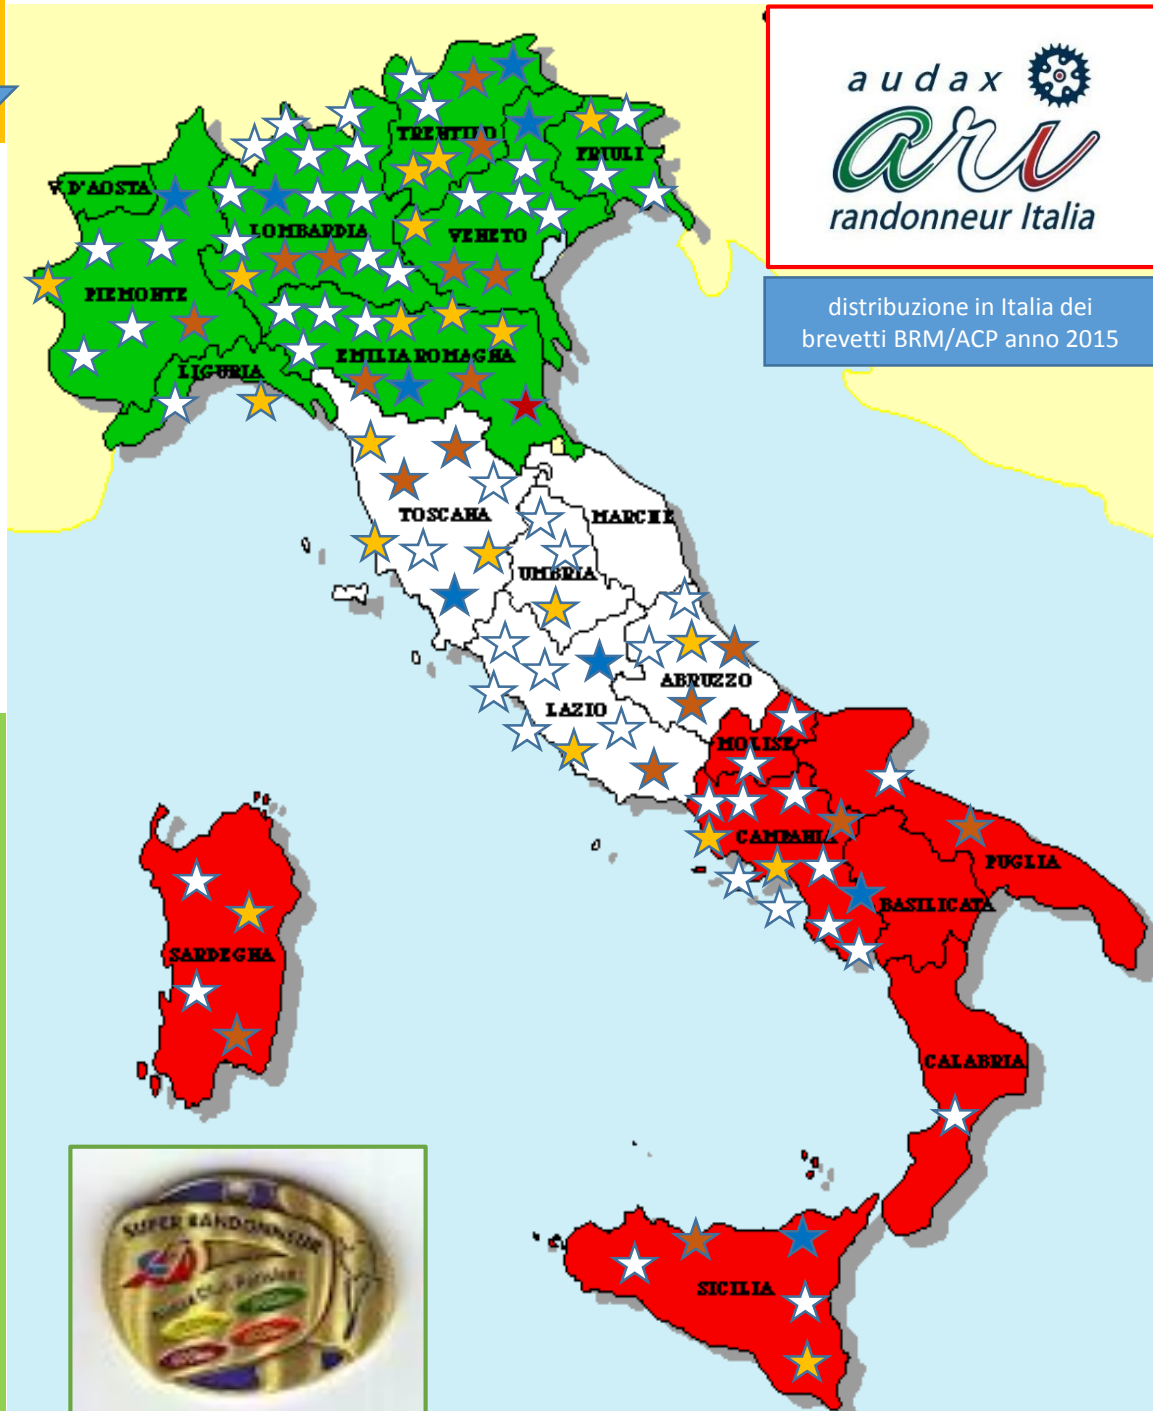 audax
ari
randonneur Italia
distribuzione in Italia dei
brevetti BRM/ACP anno 2015
TRENTINO
FRIULI
V. D'AOSTA
LOMBARDIA
VENETO
PIEMONTE
EMILIA ROMAGNA
LIGURIA
TOSCANA
MARCHE
UMBRIA
ABRUZZO
LAZIO
MOLISE
CAMPANIA
PUGLIA
BASILICATA
SARDEGNA
CALABRIA
SICILIA
SUPER RANDONNEUR